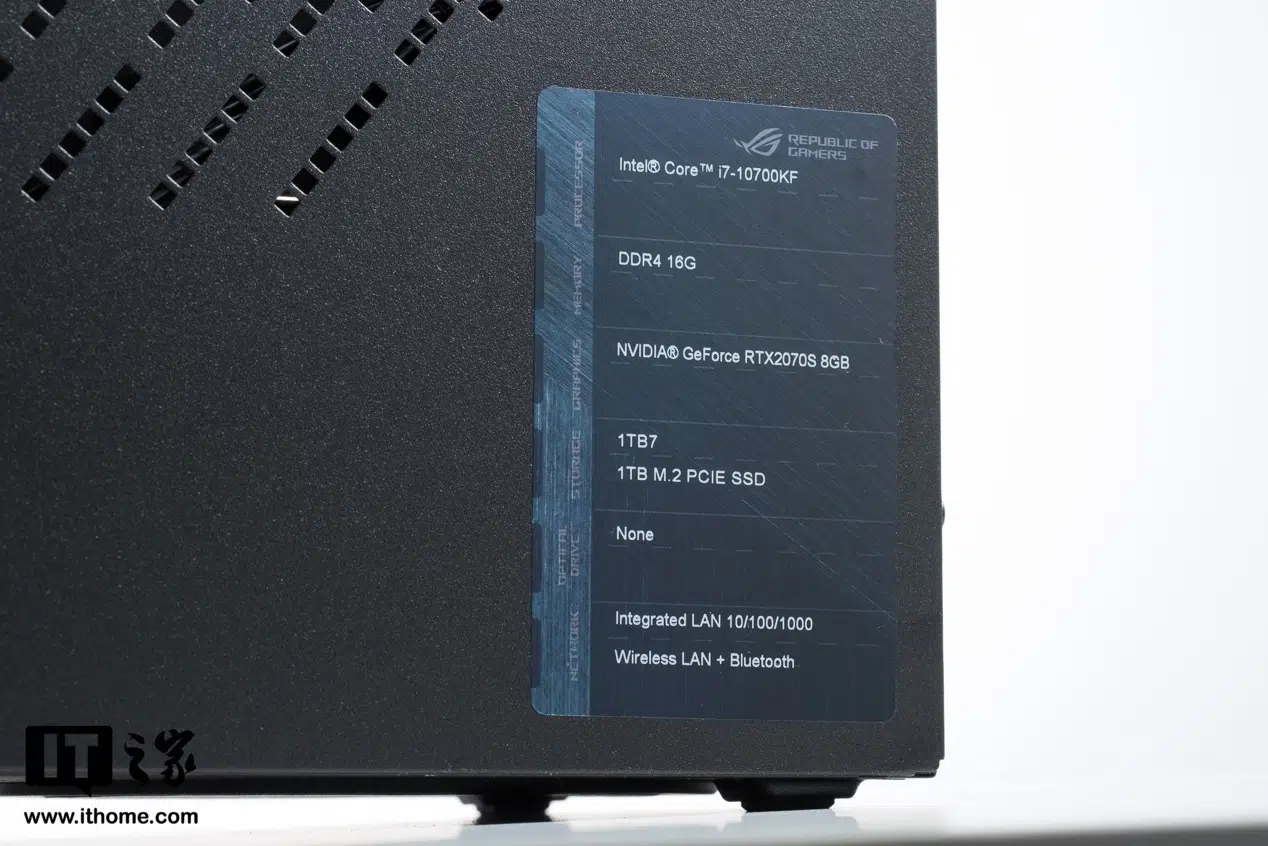 REPUBLIC OF
GAMERS
PROCESSOR
Intel® Core™ i7-10700KF
MEMORY
DDR4 16G
GRAPHICS
NVIDIA® GeForce RTX2070S 8GB
STORAGE
1TB7
1TB M.2 PCIE SSD
OPTICAL
DRIVE
None
NETWORK
Integrated LAN 10/100/1000
Wireless LAN + Bluetooth
IT之家
www.ithome.com